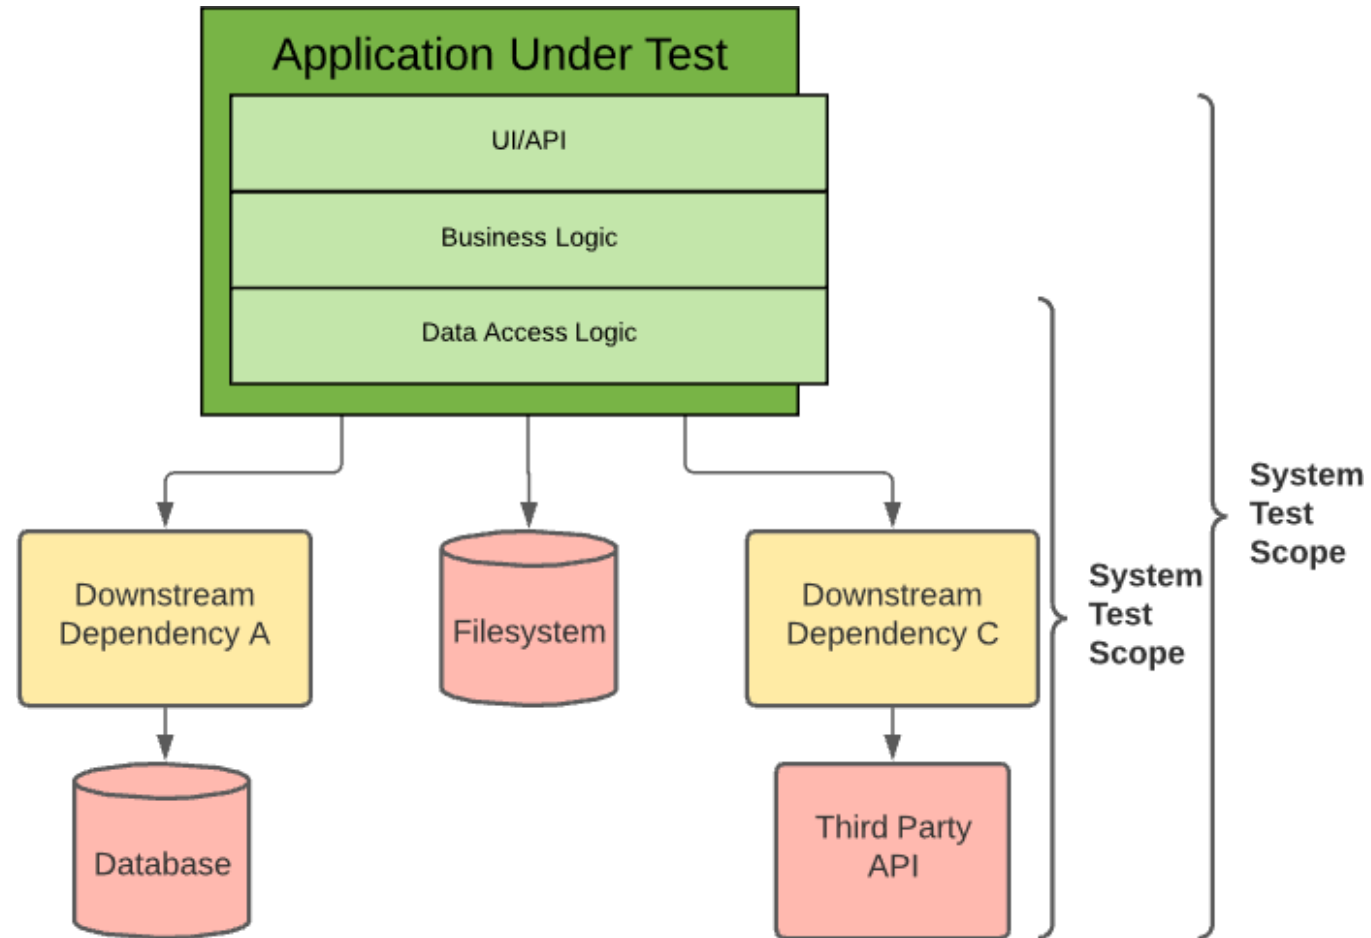 Application Under Test
UI/API
Business Logic
Data Access Logic
Downstream
Dependency A
Filesystem
Downstream
Dependency C
Database
Third Party
API
System
Test
Scope
System
Test
Scope